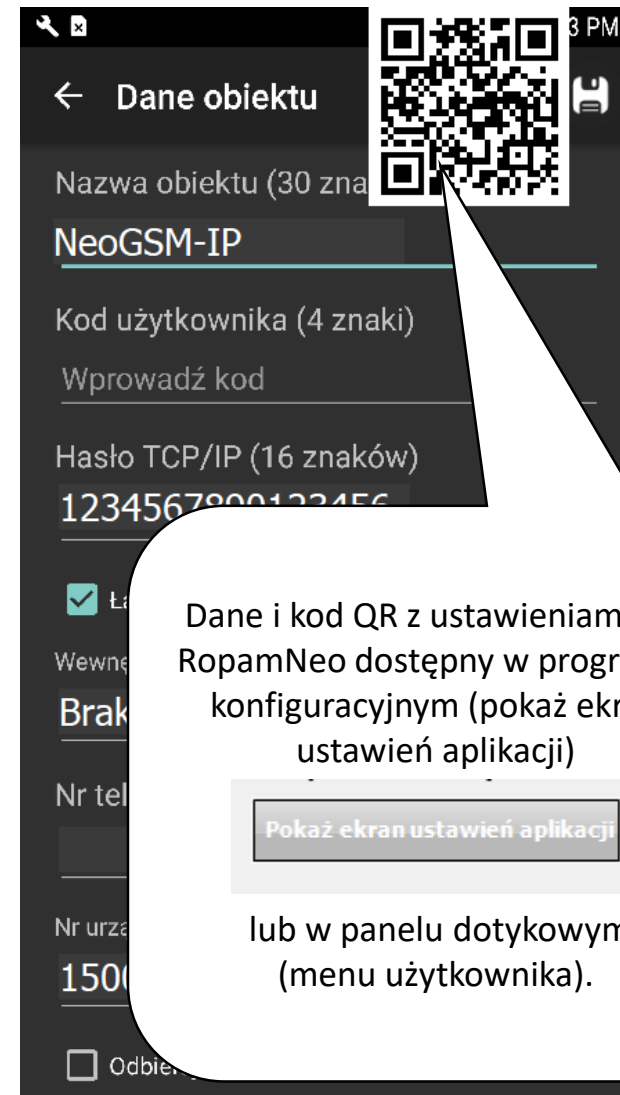 3 PM
Dane obiektu
Nazwa obiektu (30 zna
NeoGSM-IP
Kod użytkownika (4 znaki)
Wprowadź kod
Hasło TCP/IP (16 znaków)
1234567890123456
Ła
Wewnę
Brak
Nr tel
Nr urzą
1500
Odbie
Dane i kod QR z ustawieniam
RopamNeo dostępny w progr
konfiguracyjnym (pokaż ekr
ustawień aplikacji)
Pokaż ekran ustawień aplikacji
lub w panelu dotykowym
(menu użytkownika).